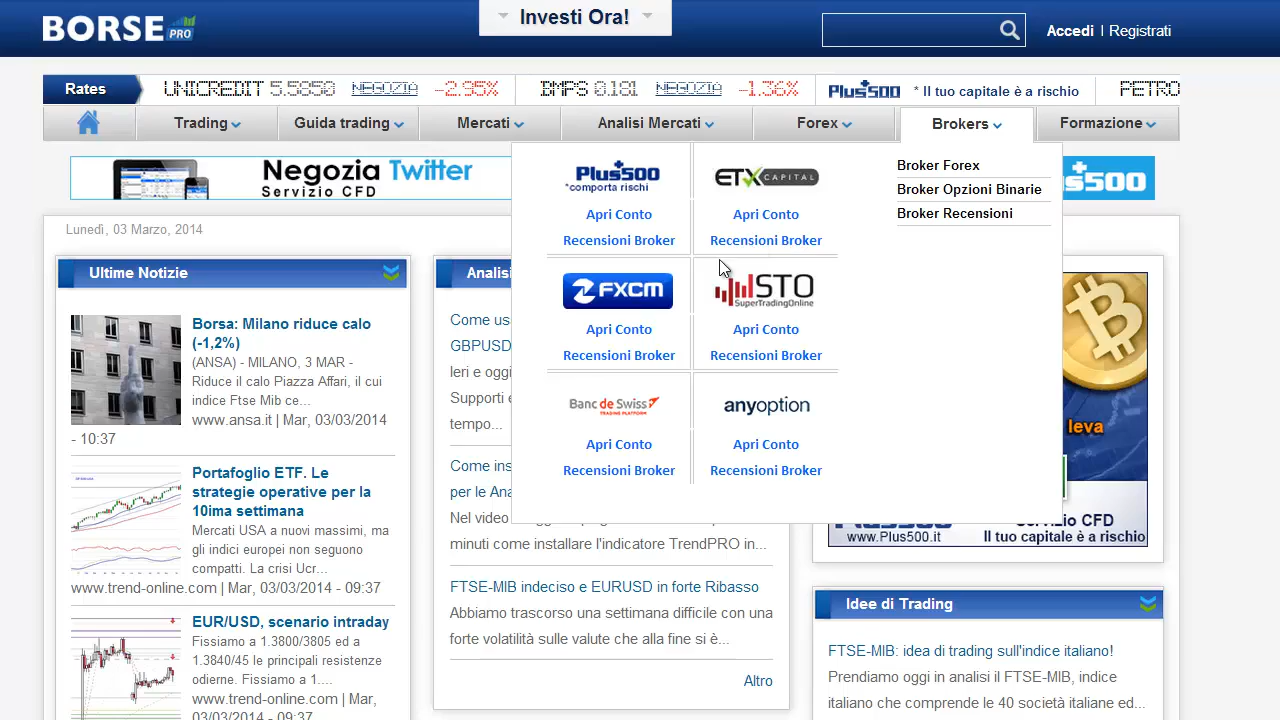 BORSE PRO
Investi Ora!
Accedi | Registrati
Rates
UNICREDIT 5.5850 NEGOZIA -2.95%
BMPS 0.181 NEGOZIA -1.36%
Plus500 * Il tuo capitale è a rischio
PETRO
Trading
Guida trading
Mercati
Analisi Mercati
Forex
Brokers
Formazione
Negozia Twitter
Servizio CFD
Plus500
*comporta rischi
Apri Conto
Recensioni Broker
ETX CAPITAL
Apri Conto
Recensioni Broker
FXCM
Apri Conto
Recensioni Broker
STO
SuperTradingOnline
Apri Conto
Recensioni Broker
Banc de Swiss
TRADING PLATFORM
Apri Conto
Recensioni Broker
anyoption
Apri Conto
Recensioni Broker
Broker Forex
Broker Opzioni Binarie
Broker Recensioni
Lunedì, 03 Marzo, 2014
Ultime Notizie
Borsa: Milano riduce calo
(-1,2%)
(ANSA) - MILANO, 3 MAR -
Riduce il calo Piazza Affari, il cui
indice Ftse Mib ce...
www.ansa.it | Mar, 03/03/2014
- 10:37
Portafoglio ETF. Le
strategie operative per la
10ima settimana
Mercati USA a nuovi massimi, ma
gli indici europei non seguono
compatti. La crisi Ucr...
www.trend-online.com | Mar, 03/03/2014 - 09:37
EUR/USD, scenario intraday
Fissiamo a 1.3800/3805 ed a
1.3840/45 le principali resistenze
odierne. Fissiamo a 1....
www.trend-online.com | Mar,
03/03/2014 - 09:37
Analisi
Come us
GBPUSD
Ieri e oggi
Supporti e
tempo...
Come ins
per le Ana
Nel video
minuti come installare l'indicatore TrendPRO in...
FTSE-MIB indeciso e EURUSD in forte Ribasso
Abbiamo trascorso una settimana difficile con una
forte volatilità sulle valute che alla fine si è...
Altro
leva
Servizio CFD
www.Plus500.it
Il tuo capitale è a rischio
Idee di Trading
FTSE-MIB: idea di trading sull'indice italiano!
Prendiamo oggi in analisi il FTSE-MIB, indice
italiano che comprende le 40 società italiane ed...